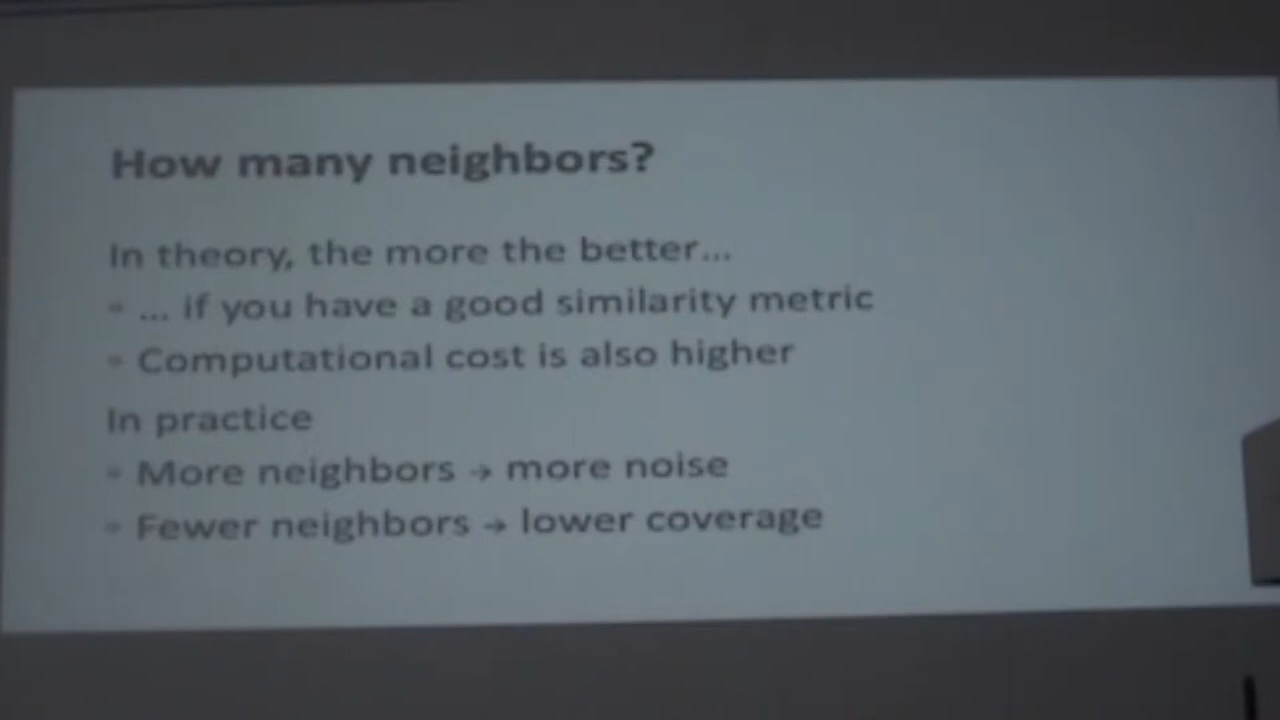 How many neighbors?
In theory, the more the better...
... if you have a good similarity metric
Computational cost is also higher
In practice
More neighbors → more noise
Fewer neighbors → lower coverage